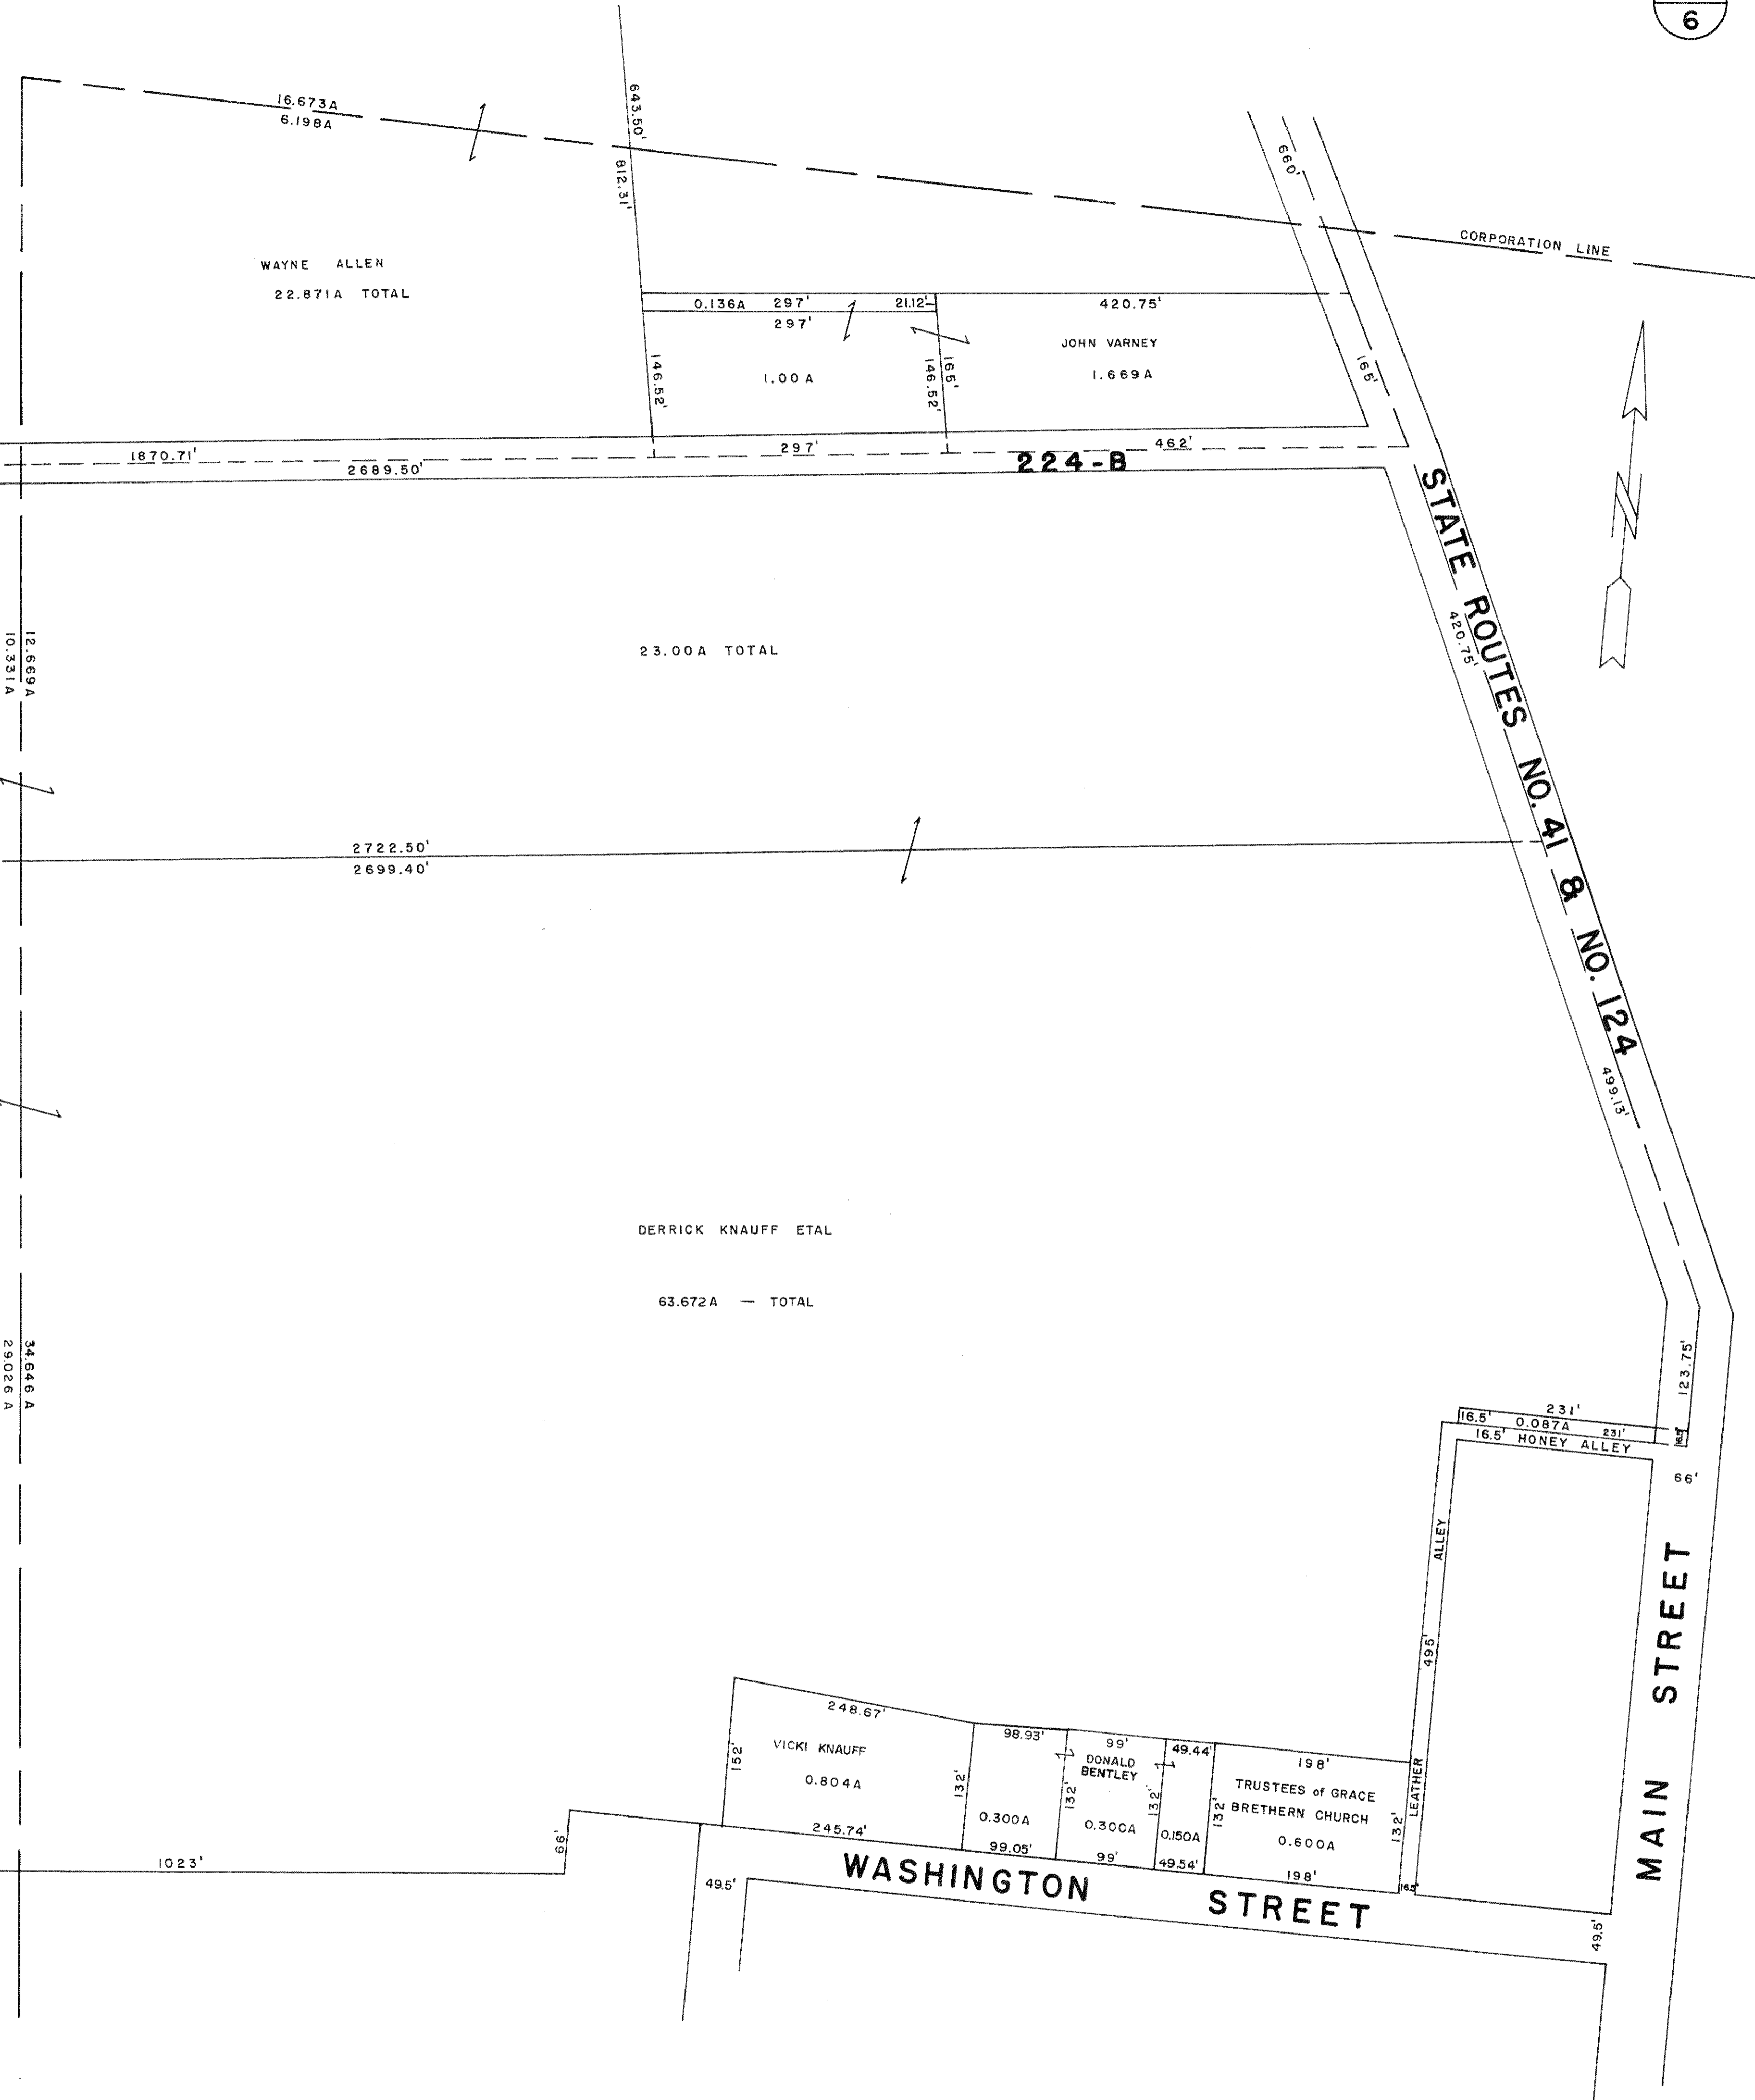 6
16.673A
6.198A
643.50'
812.31'
660'
CORPORATION LINE
WAYNE ALLEN
22.871A TOTAL
0.136A 297' 21.12'
420.75'
297'
JOHN VARNEY
1.00A
1.669A
146.52'
146.52'
165'
165'
1870.71'
297'
462'
2689.50'
224-B
STATE ROUTES NO. 41 & NO. 124
420.75'
12.669A
10.331A
23.00A TOTAL
2722.50'
2699.40'
499.13'
DERRICK KNAUFF ETAL
63.672A — TOTAL
34.646 A
29.026 A
123.75'
231'
16.5' 0.087A 231'
16.5'
16.5' HONEY ALLEY
66'
ALLEY
495'
LEATHER
MAIN STREET
248.67'
98.93'
99'
49.44'
198'
VICKI KNAUFF
0.804A
152'
132'
DONALD
BENTLEY
132'
132'
132'
132'
TRUSTEES of GRACE
BRETHERN CHURCH
0.300A
0.300A
0.150A
0.600A
245.74'
99.05'
99'
49.54'
198'
16.5'
66'
1023'
49.5'
WASHINGTON STREET
49.5'